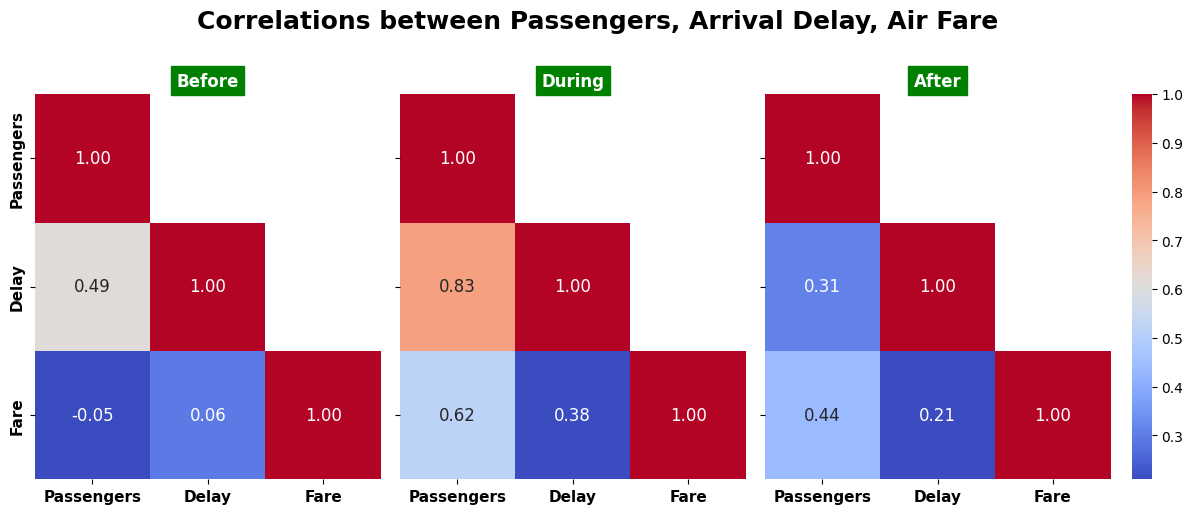 Correlations between Passengers, Arrival Delay, Air Fare
Before During After
Passengers 1.00 1.00 1.00 1.0
0.9
0.8
0.7
Delay 0.49 1.00 0.83 1.00 0.31 1.00
0.6
0.5
0.4
Fare -0.05 0.06 1.00 0.62 0.38 1.00 0.44 0.21 1.00
0.3
Passengers Delay Fare Passengers Delay Fare Passengers Delay Fare